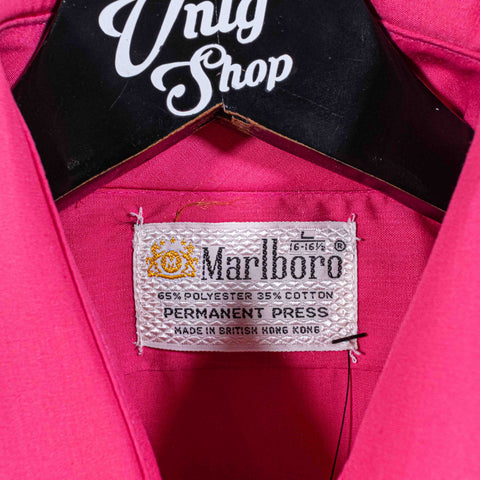 Vntg
Shop
L
16-16½
M
Marlboro®
65% POLYESTER 35% COTTON
PERMANENT PRESS
MADE IN BRITISH HONG KONG